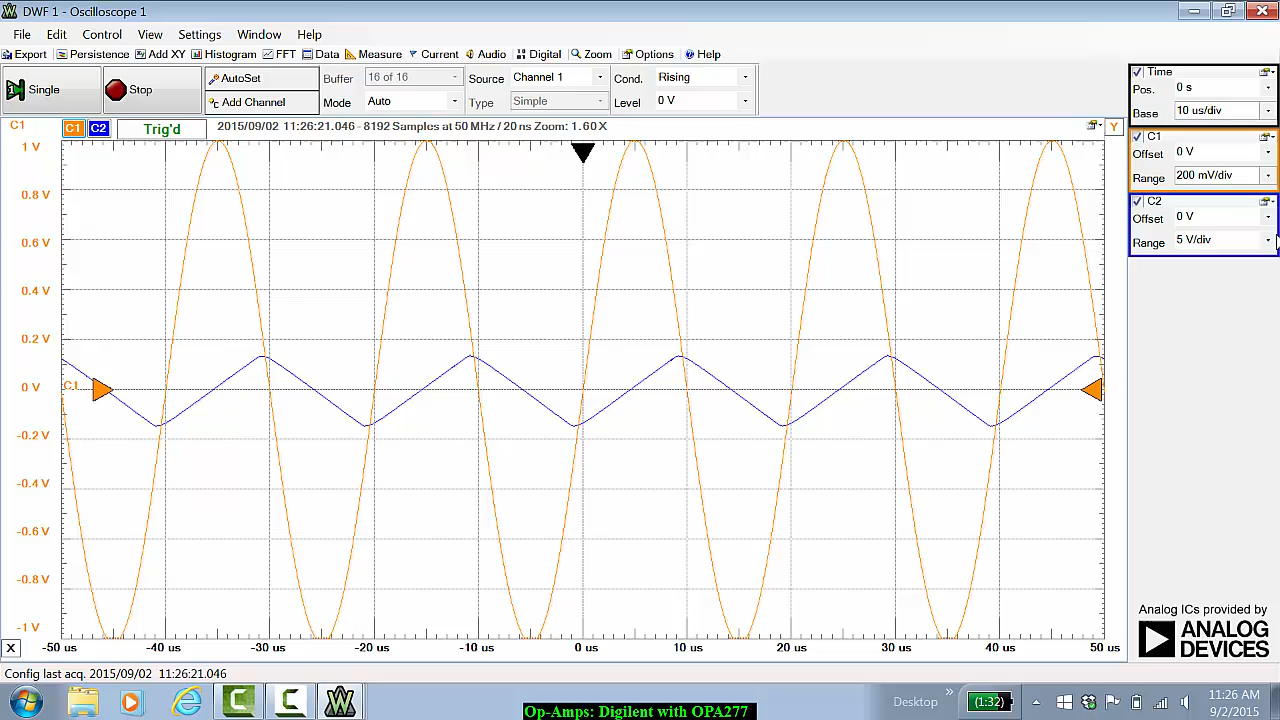 DWF 1 - Oscilloscope 1
File Edit Control View Settings Window Help
Export Persistence Add XY Histogram FFT Data Measure Current Audio Digital Zoom Options Help
Single Stop AutoSet Buffer 16 of 16 Source Channel 1 Cond. Rising
Add Channel Mode Auto Type Simple Level 0 V
Time
Pos. 0 s
Base 10 us/div
C1
Offset 0 V
Range 200 mV/div
C2
Offset 0 V
Range 5 V/div
C1 C1 C2 Trig'd 2015/09/02 11:26:21.046 - 8192 Samples at 50 MHz / 20 ns Zoom: 1.60 X Y
1 V
0.8 V
0.6 V
0.4 V
0.2 V
0 V C1
-0.2 V
-0.4 V
-0.6 V
-0.8 V
-1 V
X -50 us -40 us -30 us -20 us -10 us 0 us 10 us 20 us 30 us 40 us 50 us
Analog ICs provided by
ANALOG
DEVICES
Config last acq. 2015/09/02 11:26:21.046
Desktop » (1:32) 11:26 AM
9/2/2015
Op-Amps: Digilent with OPA277